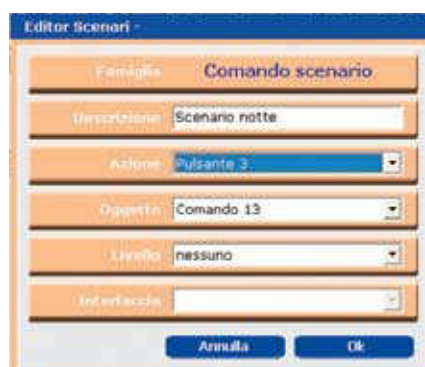 Editor Scenari -
Famiglia Comando scenario
Descrizione Scenario notte
Azione Pulsante 3
Oggetto Comando 13
Livello nessuno
Interfaccia
Annulla Ok